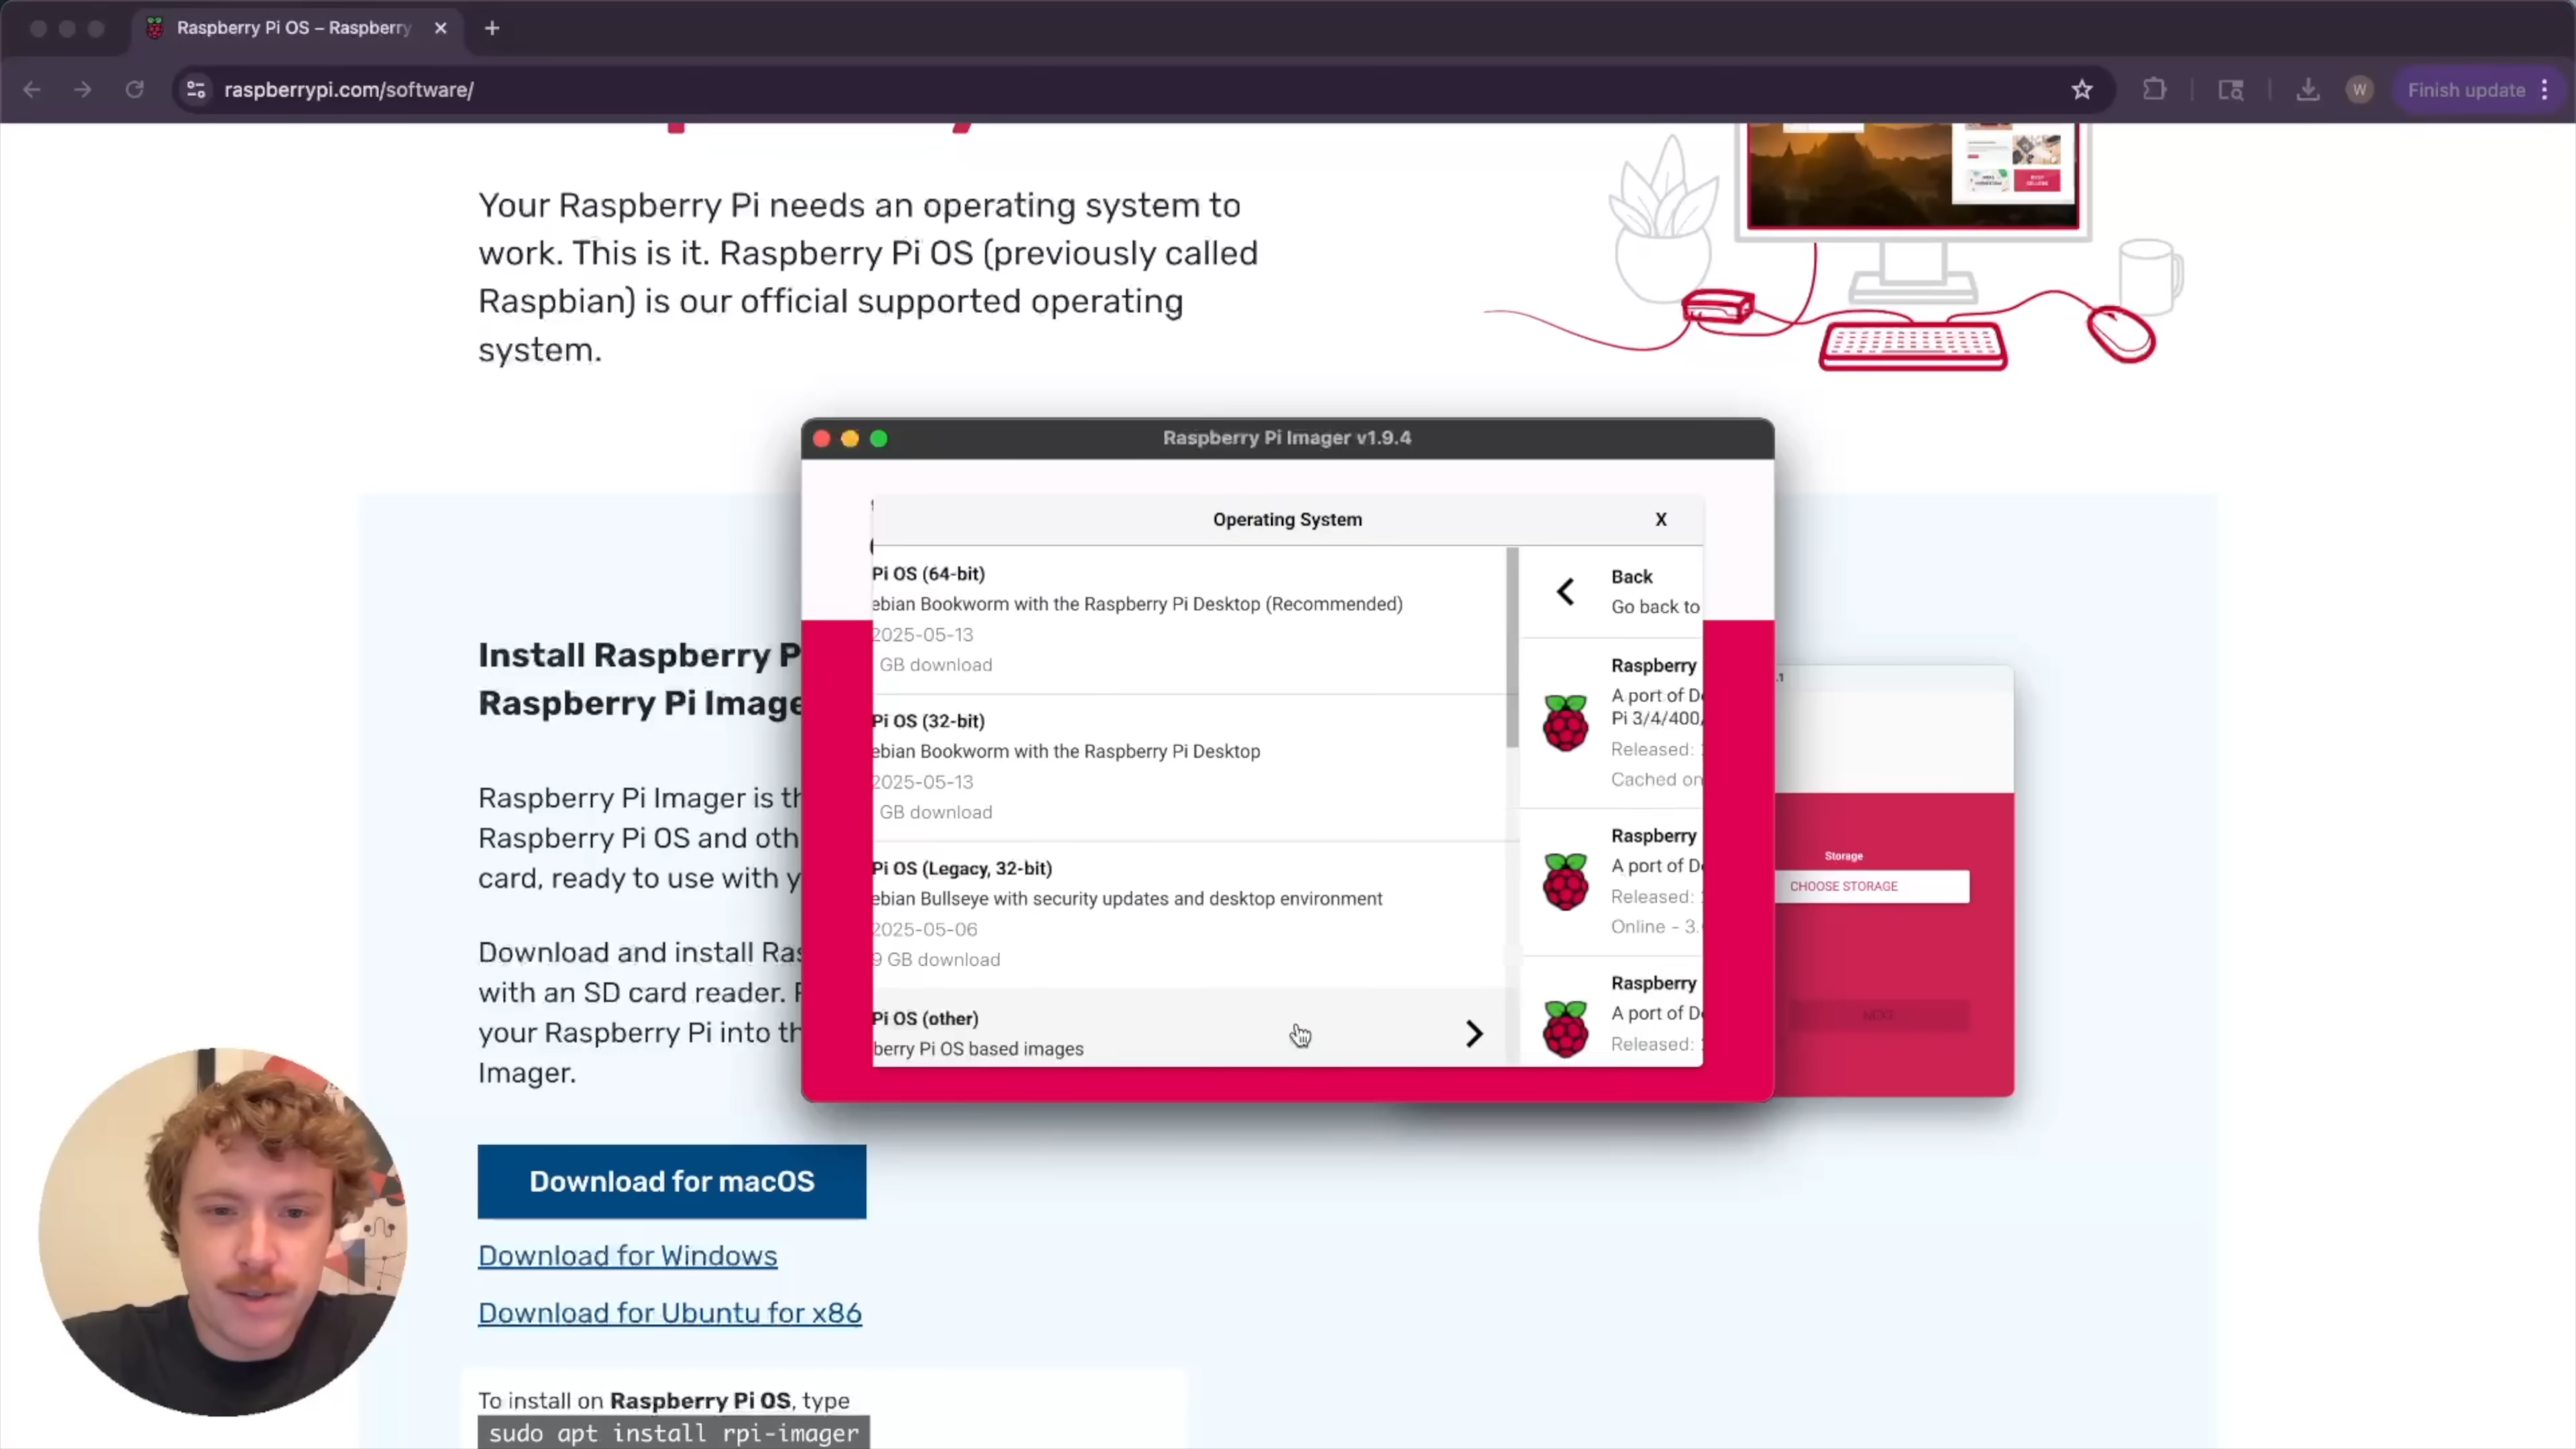 Raspberry Pi OS – Raspberry
raspberrypi.com/software/
W
Finish update
Your Raspberry Pi needs an operating system to
work. This is it. Raspberry Pi OS (previously called
Raspbian) is our official supported operating
system.
Raspberry Pi Imager v1.9.4
Operating System
X
Pi OS (64-bit)
ebian Bookworm with the Raspberry Pi Desktop (Recommended)
2025-05-13
GB download
Pi OS (32-bit)
ebian Bookworm with the Raspberry Pi Desktop
2025-05-13
GB download
Pi OS (Legacy, 32-bit)
ebian Bullseye with security updates and desktop environment
2025-05-06
9 GB download
Pi OS (other)
berry Pi OS based images
Back
Go back to
Raspberry
A port of De
Pi 3/4/400,
Released:
Cached on
Raspberry
A port of De
Released:
Online - 3.
Raspberry
A port of De
Released:
Install Raspberry P
Raspberry Pi Image
Raspberry Pi Imager is th
Raspberry Pi OS and oth
card, ready to use with y
Download and install Ras
with an SD card reader.
your Raspberry Pi into th
Imager.
.1
Storage
CHOOSE STORAGE
NEXT
Download for macOS
Download for Windows
Download for Ubuntu for x86
To install on Raspberry Pi OS, type
sudo apt install rpi-imager